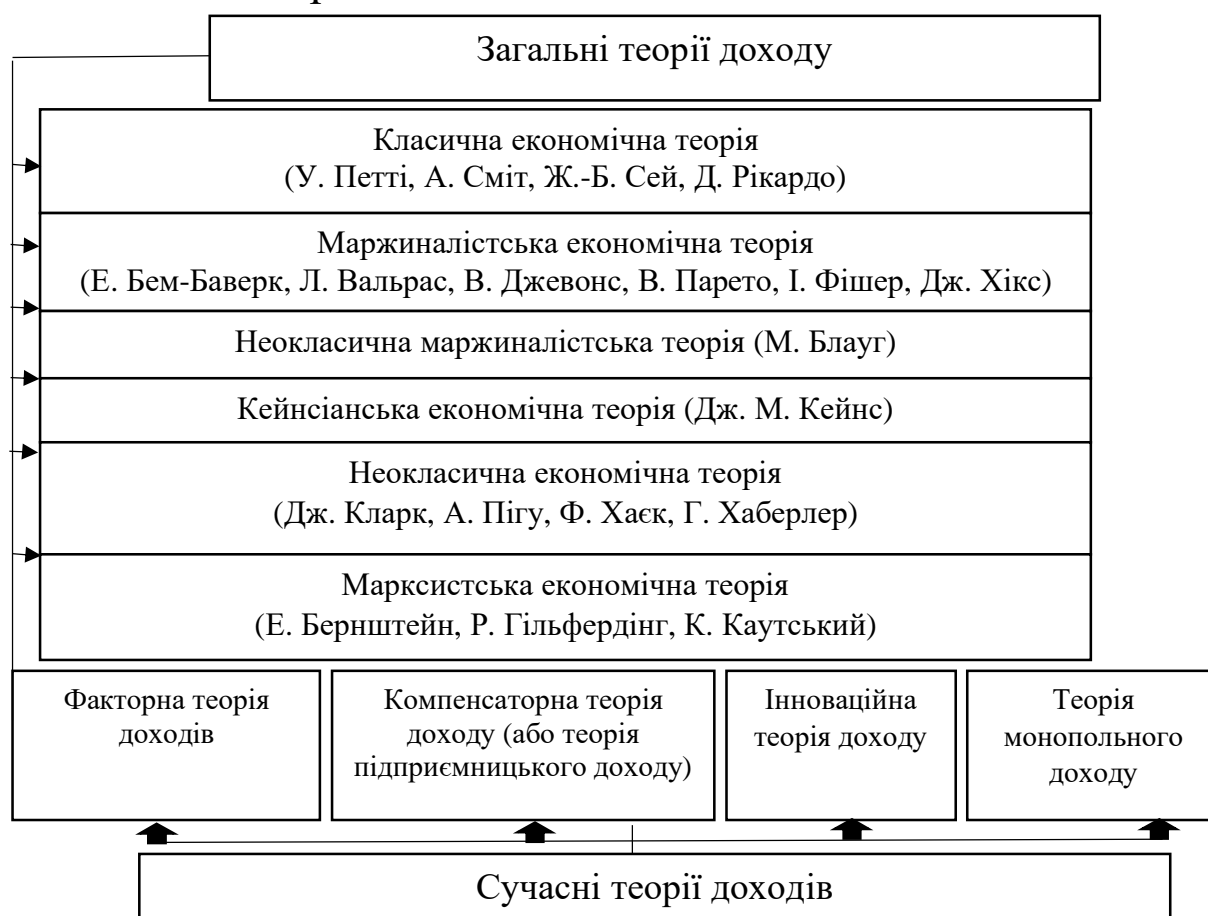 Загальні теорії доходу
Класична економічна теорія
(У. Петті, А. Сміт, Ж.-Б. Сей, Д. Рікардо)
Маржиналістська економічна теорія
(Е. Бем-Баверк, Л. Вальрас, В. Джевонс, В. Парето, І. Фішер, Дж. Хікс)
Неокласична маржиналістська теорія (М. Блауг)
Кейнсіанська економічна теорія (Дж. М. Кейнс)
Неокласична економічна теорія
(Дж. Кларк, А. Пігу, Ф. Хаєк, Г. Хаберлер)
Марксистська економічна теорія
(Е. Бернштейн, Р. Гільфердінг, К. Каутський)
Факторна теорія
доходів
Компенсаторна теорія
доходу (або теорія
підприємницького доходу)
Інноваційна
теорія доходу
Теорія
монопольного
доходу
Сучасні теорії доходів